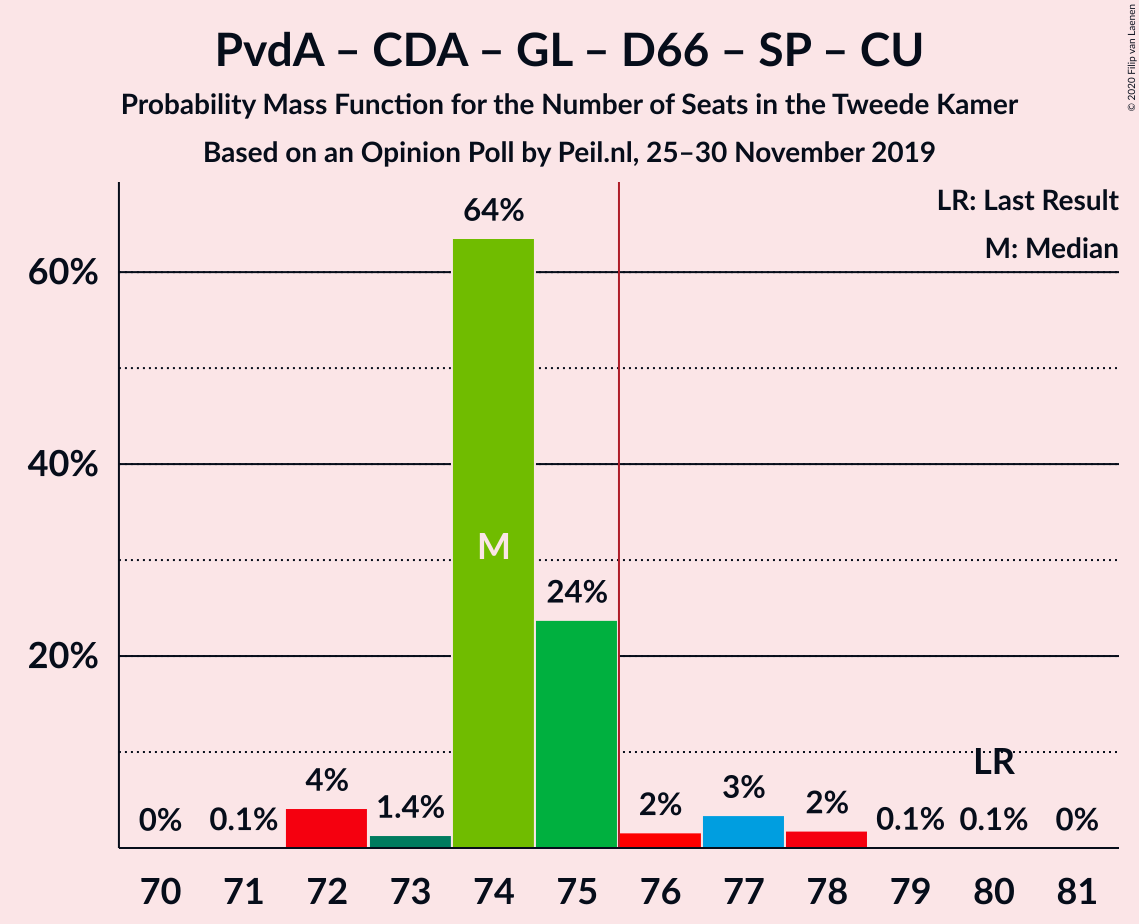 PvdA – CDA – GL – D66 – SP – CU
Probability Mass Function for the Number of Seats in the Tweede Kamer
Based on an Opinion Poll by Peil.nl, 25–30 November 2019
© 2020 Filip van Laenen
LR: Last Result
M: Median
64%
60%
40%
M
24%
20%
LR
0%
0.1%
4%
1.4%
2%
3%
2%
0.1%
0.1%
0%
70 71 72 73 74 75 76 77 78 79 80 81